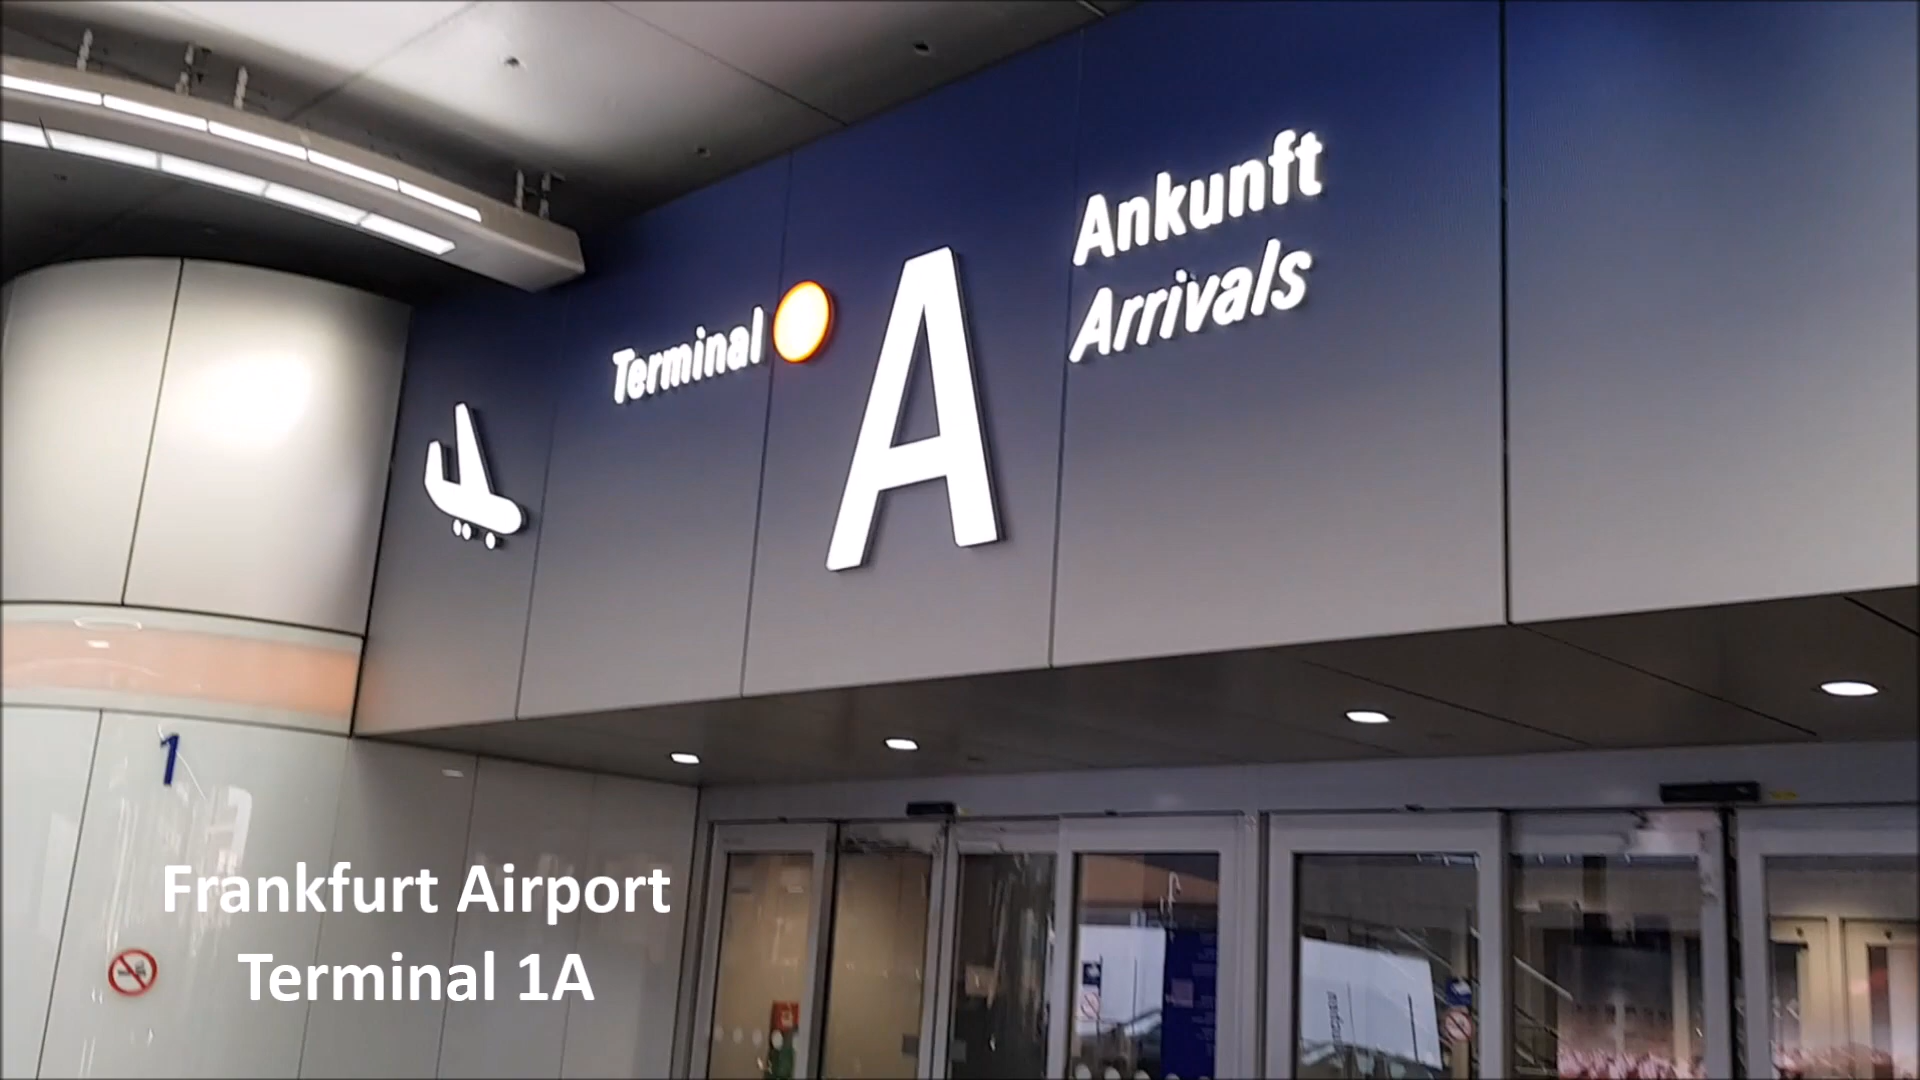 Ankunft
Arrivals
Terminal
A
1
Frankfurt Airport
Terminal 1A